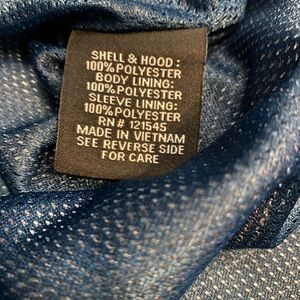 SHELL & HOOD:
100% POLYESTER
BODY LINING:
100% POLYESTER
SLEEVE LINING:
100% POLYESTER
RN# 121545
MADE IN VIETNAM
SEE REVERSE SIDE
FOR CARE